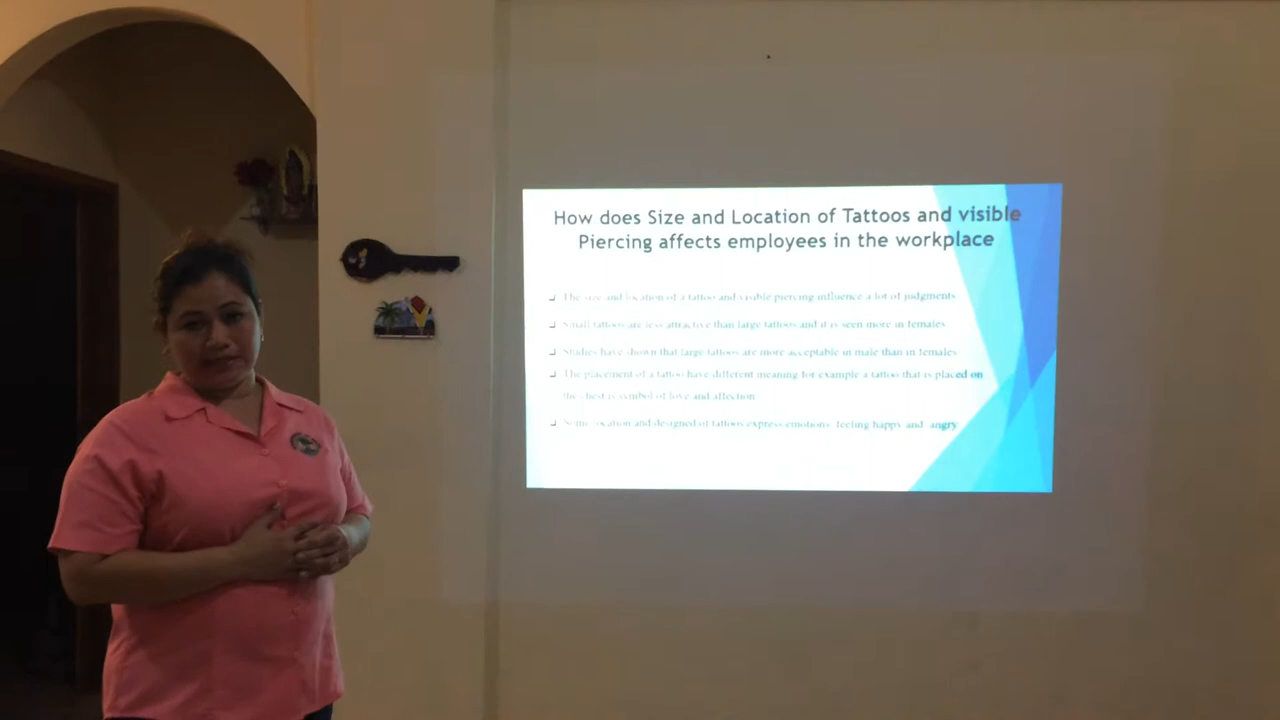 How does Size and Location of Tattoos and visible
Piercing affects employees in the workplace
The size and location of a tattoo and visible piercing influence a lot of judgments
Small tattoos are less attractive than large tattoos and it is seen more in females
Studies have shown that large tattoos are more acceptable in male than in females
The placement of a tattoo have different meaning for example a tattoo that is placed on
the chest is symbol of love and affection
Some location and designed of tattoos express emotions feeling happy and angry